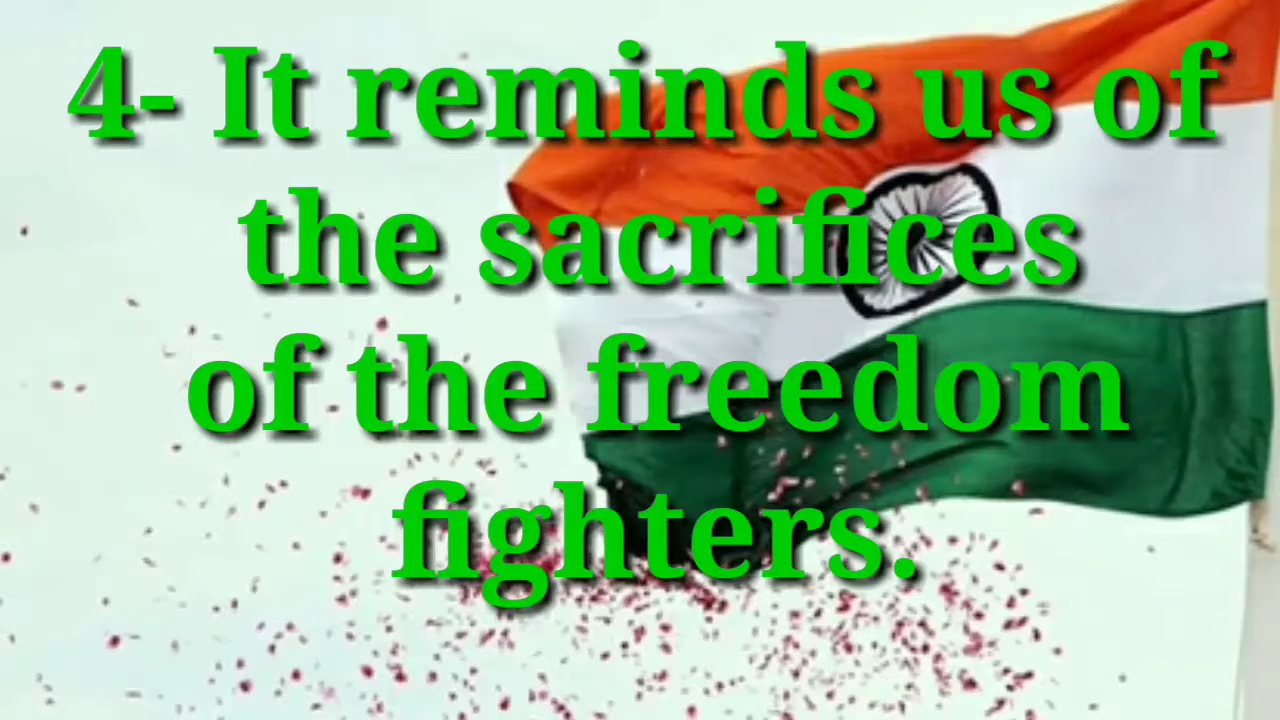 4- It reminds us of
the sacrifices
of the freedom
fighters.